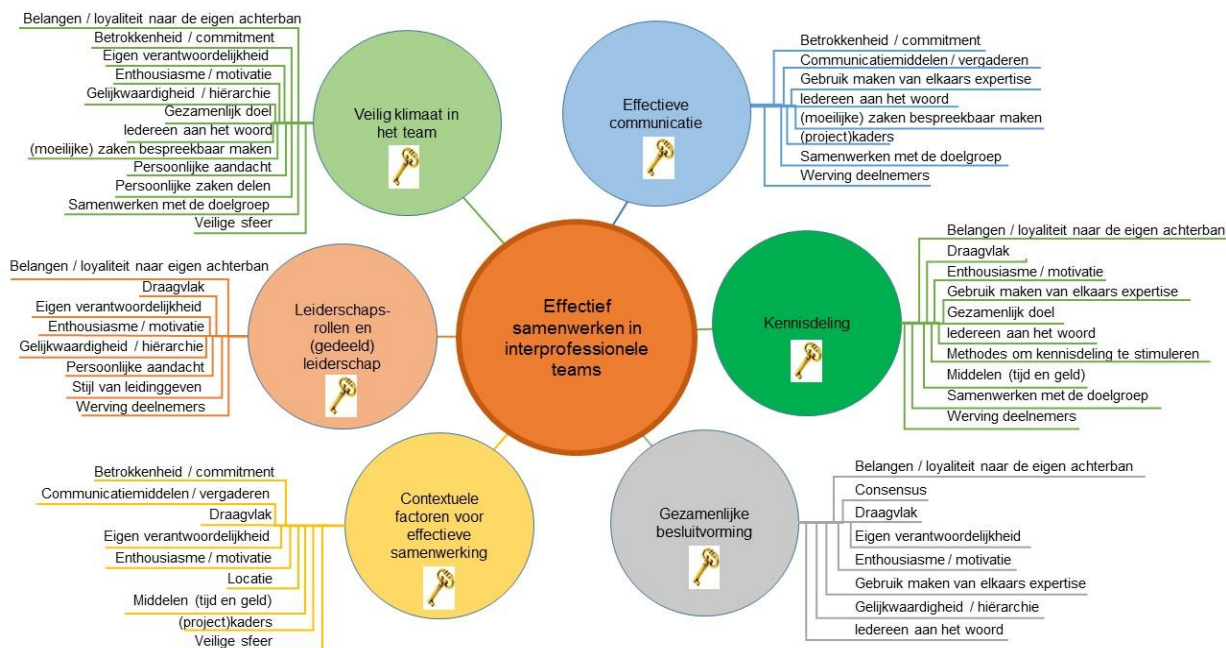 Belangen / loyaliteit naar de eigen achterban
Betrokkenheid / commitment
Eigen verantwoordelijkheid
Enthousiasme / motivatie
Gelijkwaardigheid / hiërarchie
Gezamenlijk doel
Iedereen aan het woord
(moeilijke) zaken bespreekbaar maken
Persoonlijke aandacht
Persoonlijke zaken delen
Samenwerken met de doelgroep
Veilige sfeer
Veilig klimaat in
het team
Effectieve
communicatie
Betrokkenheid / commitment
Communicatiemiddelen / vergaderen
Gebruik maken van elkaars expertise
Iedereen aan het woord
(moeilijke) zaken bespreekbaar maken
(project)kaders
Samenwerken met de doelgroep
Werving deelnemers
Belangen / loyaliteit naar eigen achterban
Draagvlak
Eigen verantwoordelijkheid
Enthousiasme / motivatie
Gelijkwaardigheid / hiërarchie
Persoonlijke aandacht
Stijl van leidinggeven
Werving deelnemers
Leiderschaps-
rollen en
(gedeeld)
leiderschap
Effectief
samenwerken in
interprofessionele
teams
Kennisdeling
Belangen / loyaliteit naar de eigen achterban
Draagvlak
Enthousiasme / motivatie
Gebruik maken van elkaars expertise
Gezamenlijk doel
Iedereen aan het woord
Methodes om kennisdeling te stimuleren
Middelen (tijd en geld)
Samenwerken met de doelgroep
Werving deelnemers
Betrokkenheid / commitment
Communicatiemiddelen / vergaderen
Draagvlak
Eigen verantwoordelijkheid
Enthousiasme / motivatie
Locatie
Middelen (tijd en geld)
(project)kaders
Veilige sfeer
Contextuele
factoren voor
effectieve
samenwerking
Gezamenlijke
besluitvorming
Belangen / loyaliteit naar de eigen achterban
Consensus
Draagvlak
Eigen verantwoordelijkheid
Enthousiasme / motivatie
Gebruik maken van elkaars expertise
Gelijkwaardigheid / hiërarchie
Iedereen aan het woord